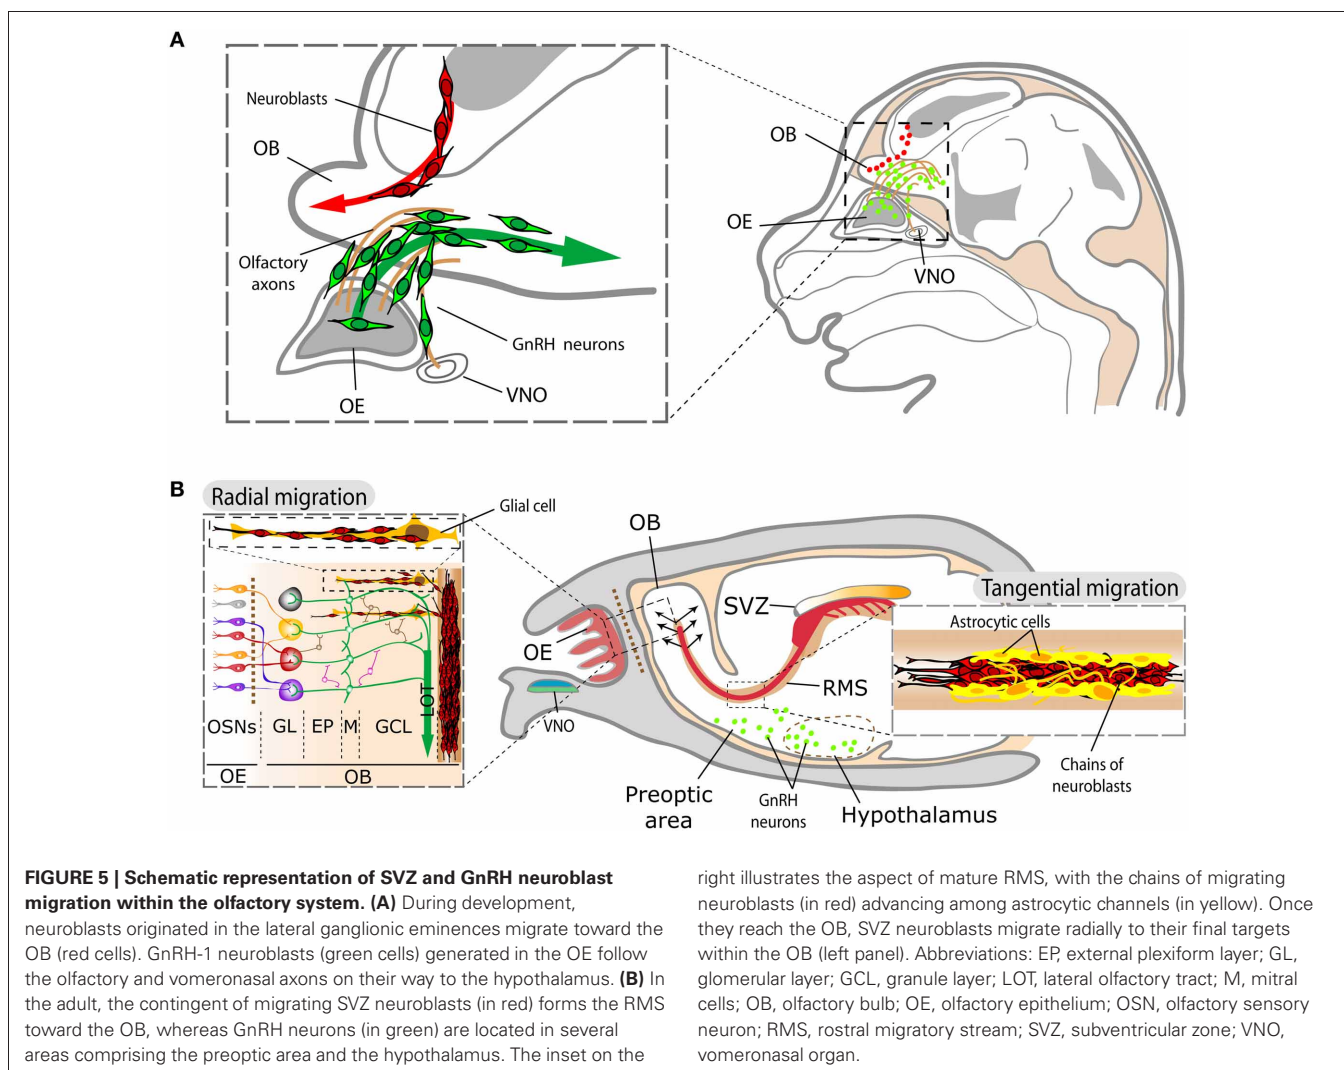 A
Neuroblasts
OB
Olfactory
axons
GnRH neurons
VNO
OE
OB
OE
VNO
B
Radial migration
Glial cell
OSNs
GL
EP
M
GCL
LOT
OE
OB
OB
OE
VNO
SVZ
RMS
Preoptic
area
GnRH
neurons
Hypothalamus
Tangential migration
Astrocytic cells
Chains of
neuroblasts
FIGURE 5 | Schematic representation of SVZ and GnRH neuroblast
migration within the olfactory system. (A) During development,
neuroblasts originated in the lateral ganglionic eminences migrate toward the
OB (red cells). GnRH-1 neuroblasts (green cells) generated in the OE follow
the olfactory and vomeronasal axons on their way to the hypothalamus. (B) In
the adult, the contingent of migrating SVZ neuroblasts (in red) forms the RMS
toward the OB, whereas GnRH neurons (in green) are located in several
areas comprising the preoptic area and the hypothalamus. The inset on the
right illustrates the aspect of mature RMS, with the chains of migrating
neuroblasts (in red) advancing among astrocytic channels (in yellow). Once
they reach the OB, SVZ neuroblasts migrate radially to their final targets
within the OB (left panel). Abbreviations: EP, external plexiform layer; GL,
glomerular layer; GCL, granule layer; LOT, lateral olfactory tract; M, mitral
cells; OB, olfactory bulb; OE, olfactory epithelium; OSN, olfactory sensory
neuron; RMS, rostral migratory stream; SVZ, subventricular zone; VNO,
vomeronasal organ.